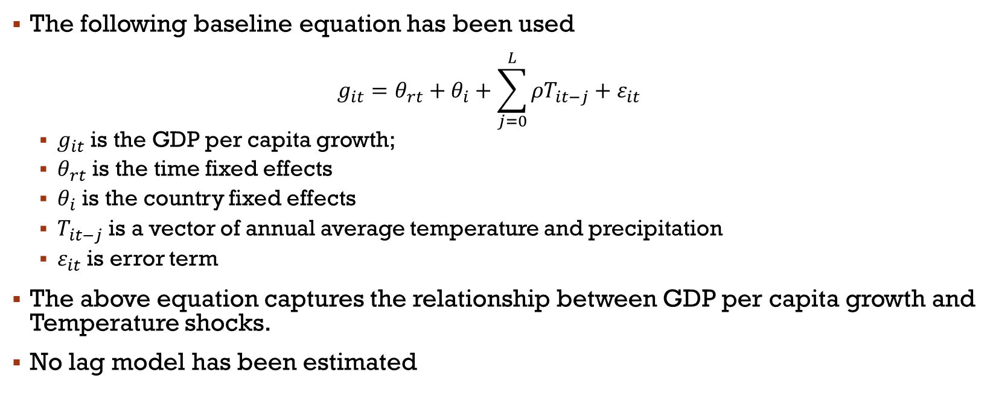 ▪ The following baseline equation has been used
$g_{it} = \theta_{rt} + \theta_i + \sum_{j=0}^{L} \rho T_{it-j} + \varepsilon_{it}$
▪ $g_{it}$ is the GDP per capita growth;
▪ $\theta_{rt}$ is the time fixed effects
▪ $\theta_i$ is the country fixed effects
▪ $T_{it-j}$ is a vector of annual average temperature and precipitation
▪ $\varepsilon_{it}$ is error term
▪ The above equation captures the relationship between GDP per capita growth and
Temperature shocks.
▪ No lag model has been estimated